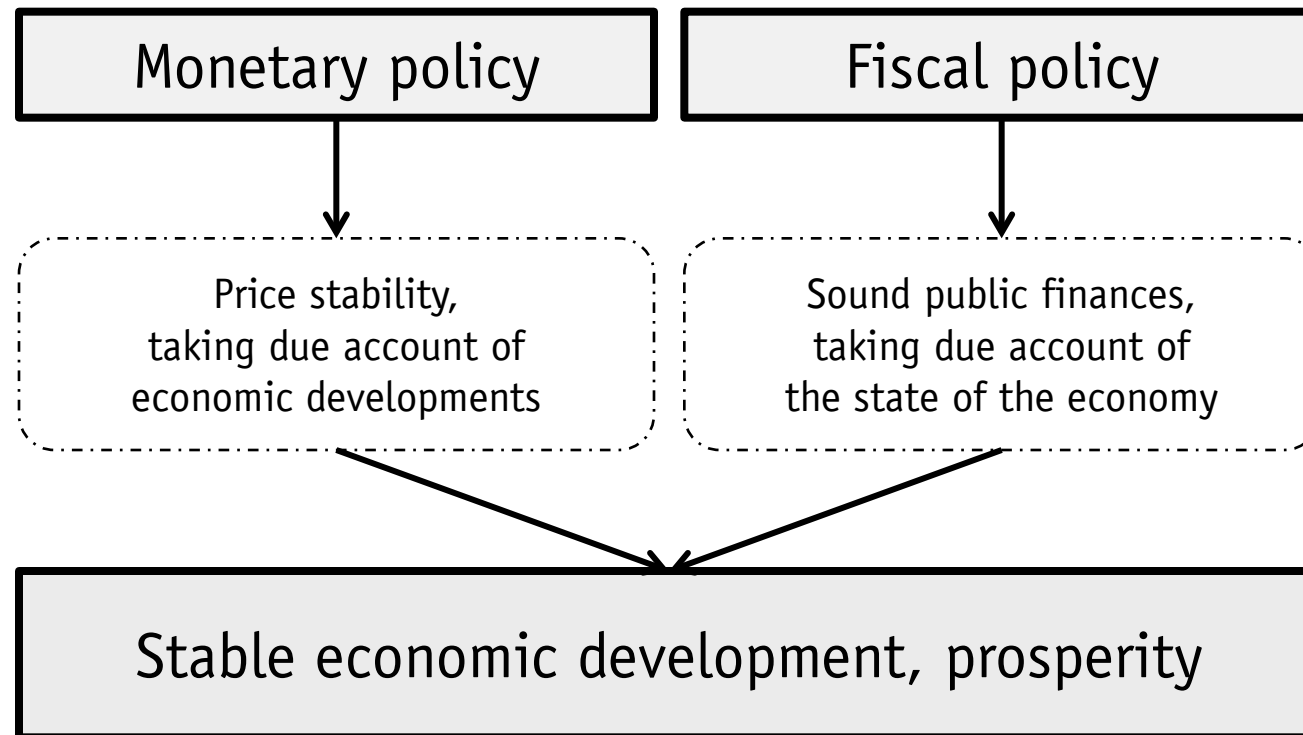 Monetary policy
Fiscal policy
Price stability,
taking due account of
economic developments
Sound public finances,
taking due account of
the state of the economy
Stable economic development, prosperity